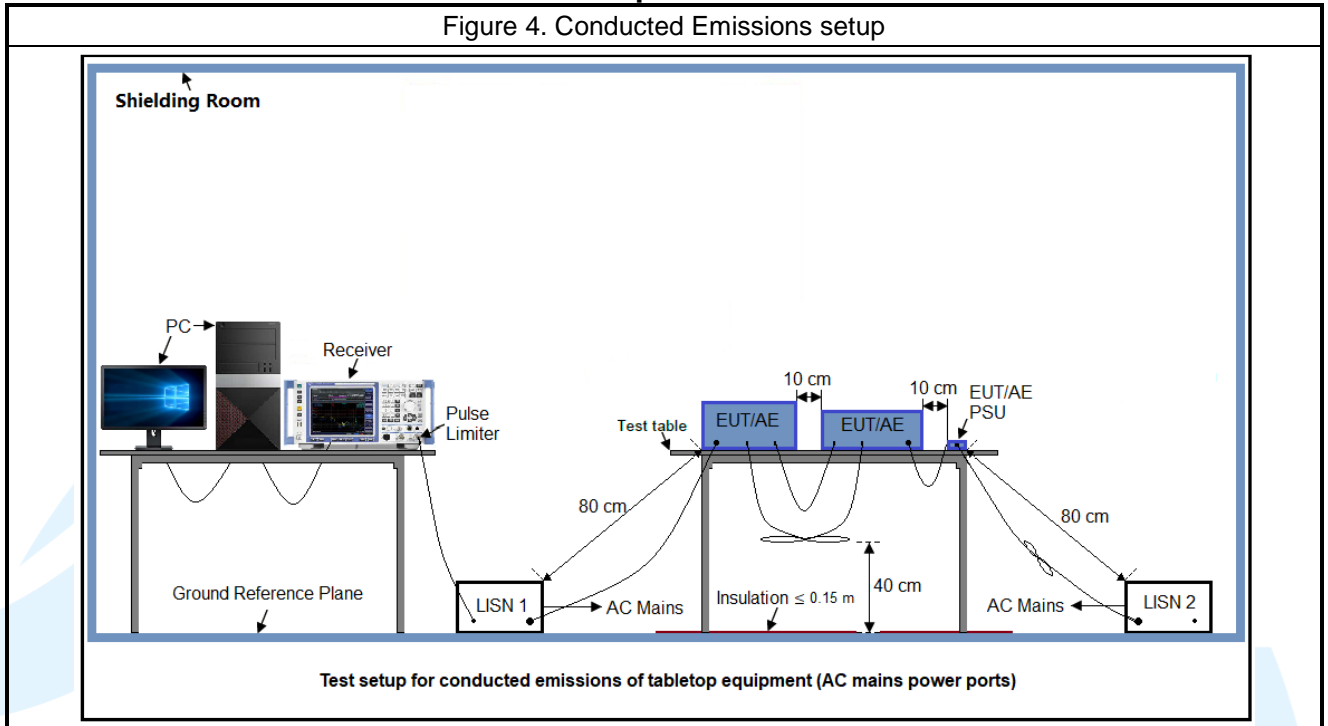 Figure 4. Conducted Emissions setup
Shielding Room
PC
Receiver
Pulse
Limiter
10 cm
10 cm
EUT/AE
PSU
Test table
EUT/AE
EUT/AE
80 cm
80 cm
40 cm
Ground Reference Plane
LISN 1
AC Mains
Insulation ≤ 0.15 m
AC Mains
LISN 2
Test setup for conducted emissions of tabletop equipment (AC mains power ports)